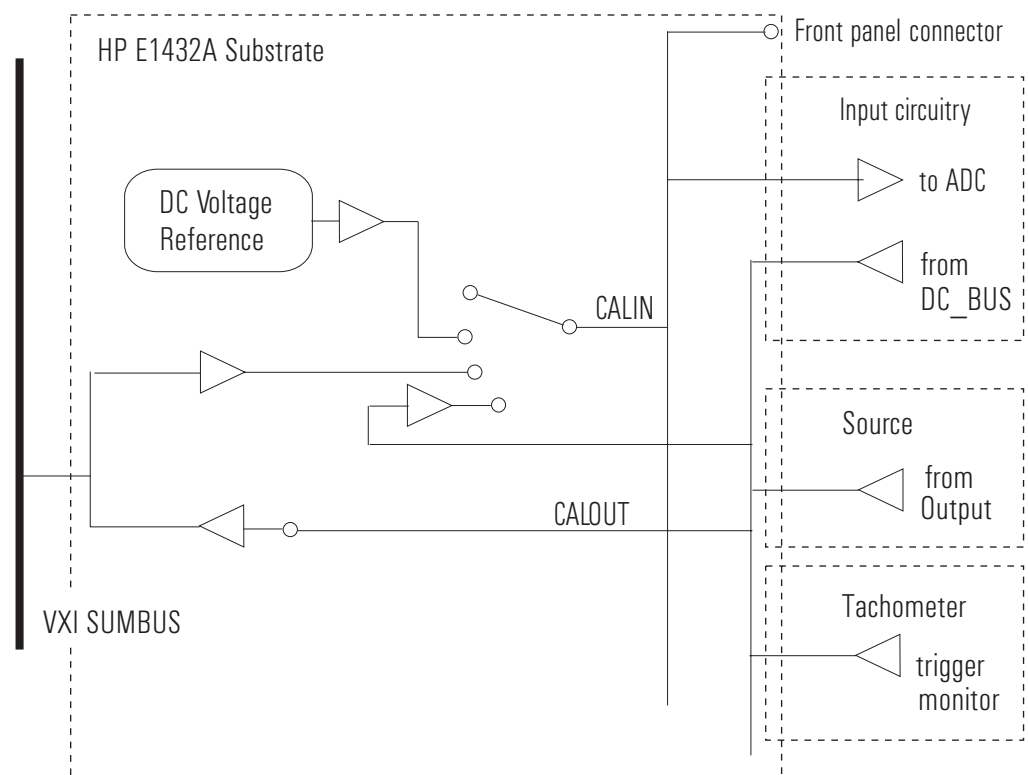 HP E1432A Substrate
Front panel connector
Input circuitry
to ADC
DC Voltage
Reference
from
DC_BUS
CALIN
Source
from
Output
CALOUT
VXI SUMBUS
Tachometer
trigger
monitor